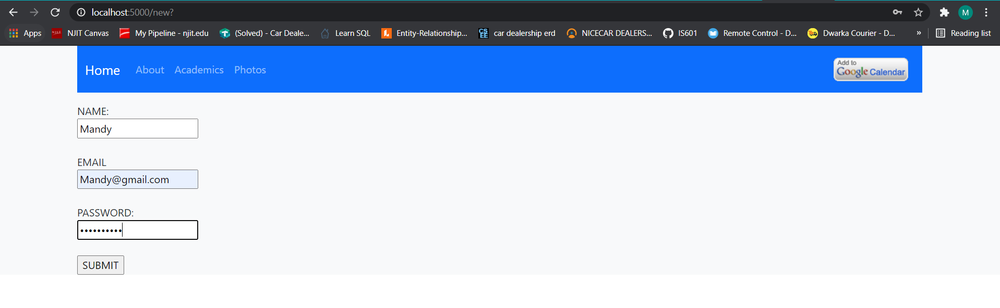 localhost:5000/new?
M
Apps NJIT Canvas My Pipeline - njit.edu (Solved) - Car Deale... Learn SQL Entity-Relationship... CS EE car dealership erd NICECAR DEALERS... IS601 Remote Control - D... Dwarka Courier - D... » Reading list
Home About Academics Photos Add to
Google Calendar
NAME:
Mandy
EMAIL
Mandy@gmail.com
PASSWORD:
••••••••••
SUBMIT